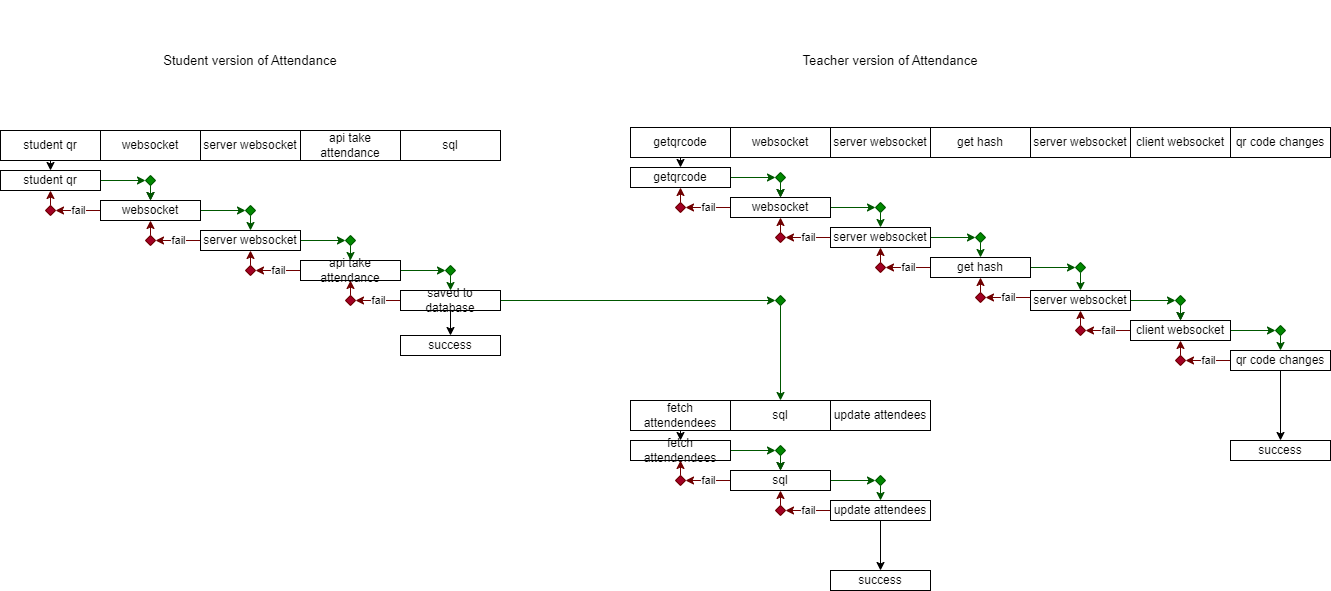 Student version of Attendance
Teacher version of Attendance
student qr
websocket
server websocket
api take
attendance
sql
getqrcode
websocket
server websocket
get hash
server websocket
client websocket
qr code changes
student qr
fail
websocket
fail
server websocket
fail
api take
attendance
fail
saved to
database
success
getqrcode
fail
websocket
fail
server websocket
fail
get hash
fail
server websocket
fail
client websocket
fail
qr code changes
success
fetch
attendendees
sql
update attendees
fetch
attendendees
fail
sql
fail
update attendees
success